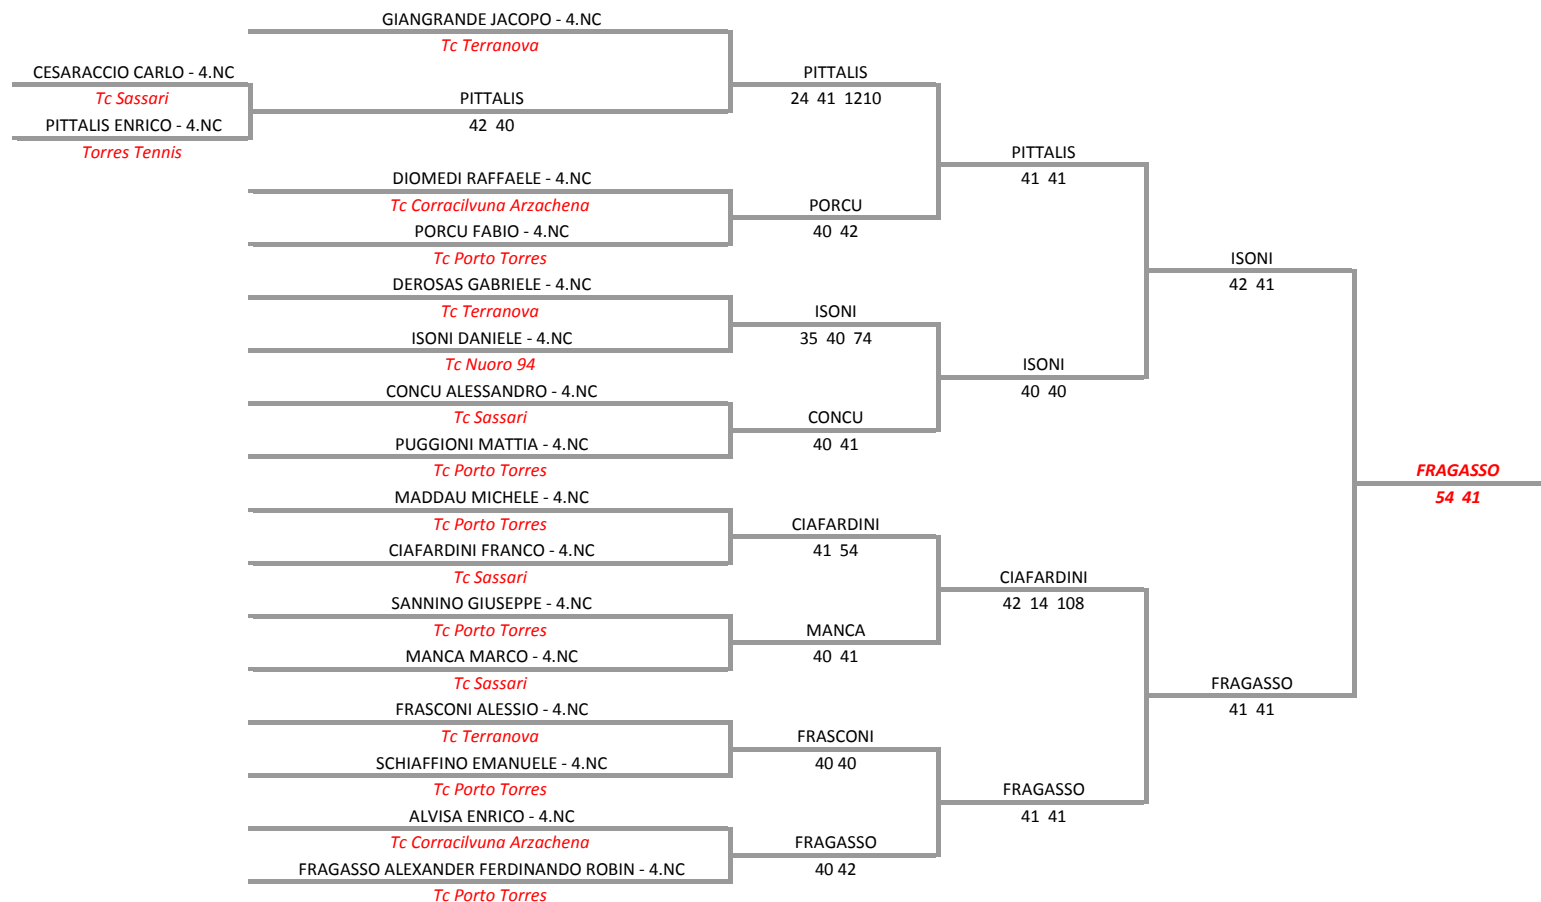 GIANGRANDE JACOPO - 4.NC
Tc Terranova
CESARACCIO CARLO - 4.NC
Tc Sassari
PITTALIS ENRICO - 4.NC
Torres Tennis
PITTALIS
42 40
PITTALIS
24 41 1210
DIOMEDI RAFFAELE - 4.NC
Tc Corracilvuna Arzachena
PORCU FABIO - 4.NC
Tc Porto Torres
PORCU
40 42
PITTALIS
41 41
DEROSAS GABRIELE - 4.NC
Tc Terranova
ISONI DANIELE - 4.NC
Tc Nuoro 94
ISONI
35 40 74
CONCU ALESSANDRO - 4.NC
Tc Sassari
PUGGIONI MATTIA - 4.NC
Tc Porto Torres
CONCU
40 41
ISONI
40 40
ISONI
42 41
MADDAU MICHELE - 4.NC
Tc Porto Torres
CIAFARDINI FRANCO - 4.NC
Tc Sassari
CIAFARDINI
41 54
SANNINO GIUSEPPE - 4.NC
Tc Porto Torres
MANCA MARCO - 4.NC
Tc Sassari
MANCA
40 41
CIAFARDINI
42 14 108
FRASCONI ALESSIO - 4.NC
Tc Terranova
SCHIAFFINO EMANUELE - 4.NC
Tc Porto Torres
FRASCONI
40 40
ALVISA ENRICO - 4.NC
Tc Corracilvuna Arzachena
FRAGASSO ALEXANDER FERDINANDO ROBIN - 4.NC
Tc Porto Torres
FRAGASSO
40 42
FRAGASSO
41 41
FRAGASSO
41 41
FRAGASSO
54 41